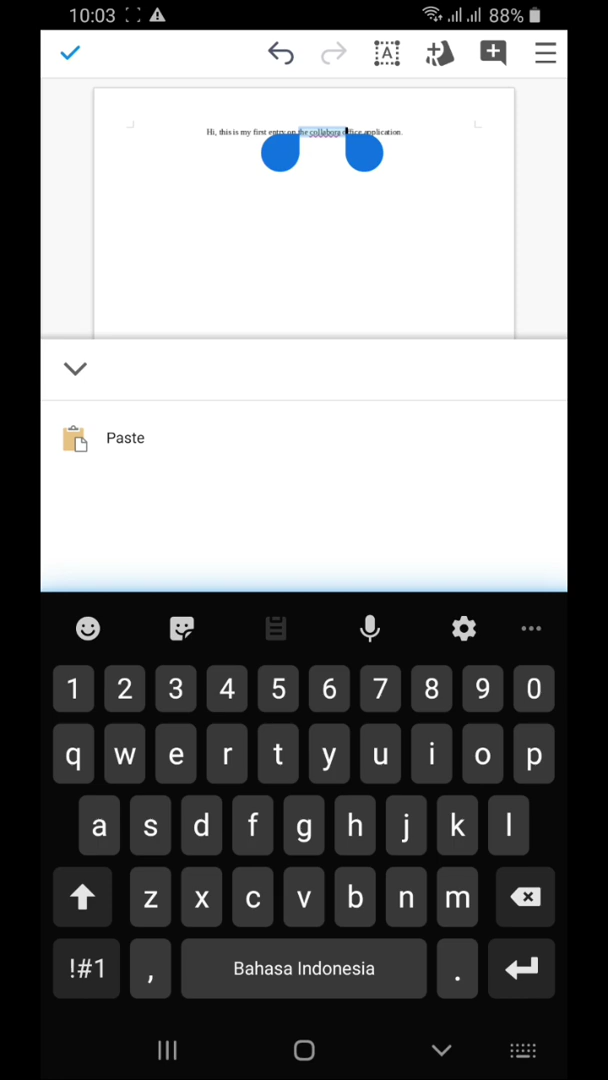 10:03
88%
A
Hi, this is my first entry on the collabora office application.
Paste
1 2 3 4 5 6 7 8 9 0
q w e r t y u i o p
a s d f g h j k l
z x c v b n m
!#1 , Bahasa Indonesia .